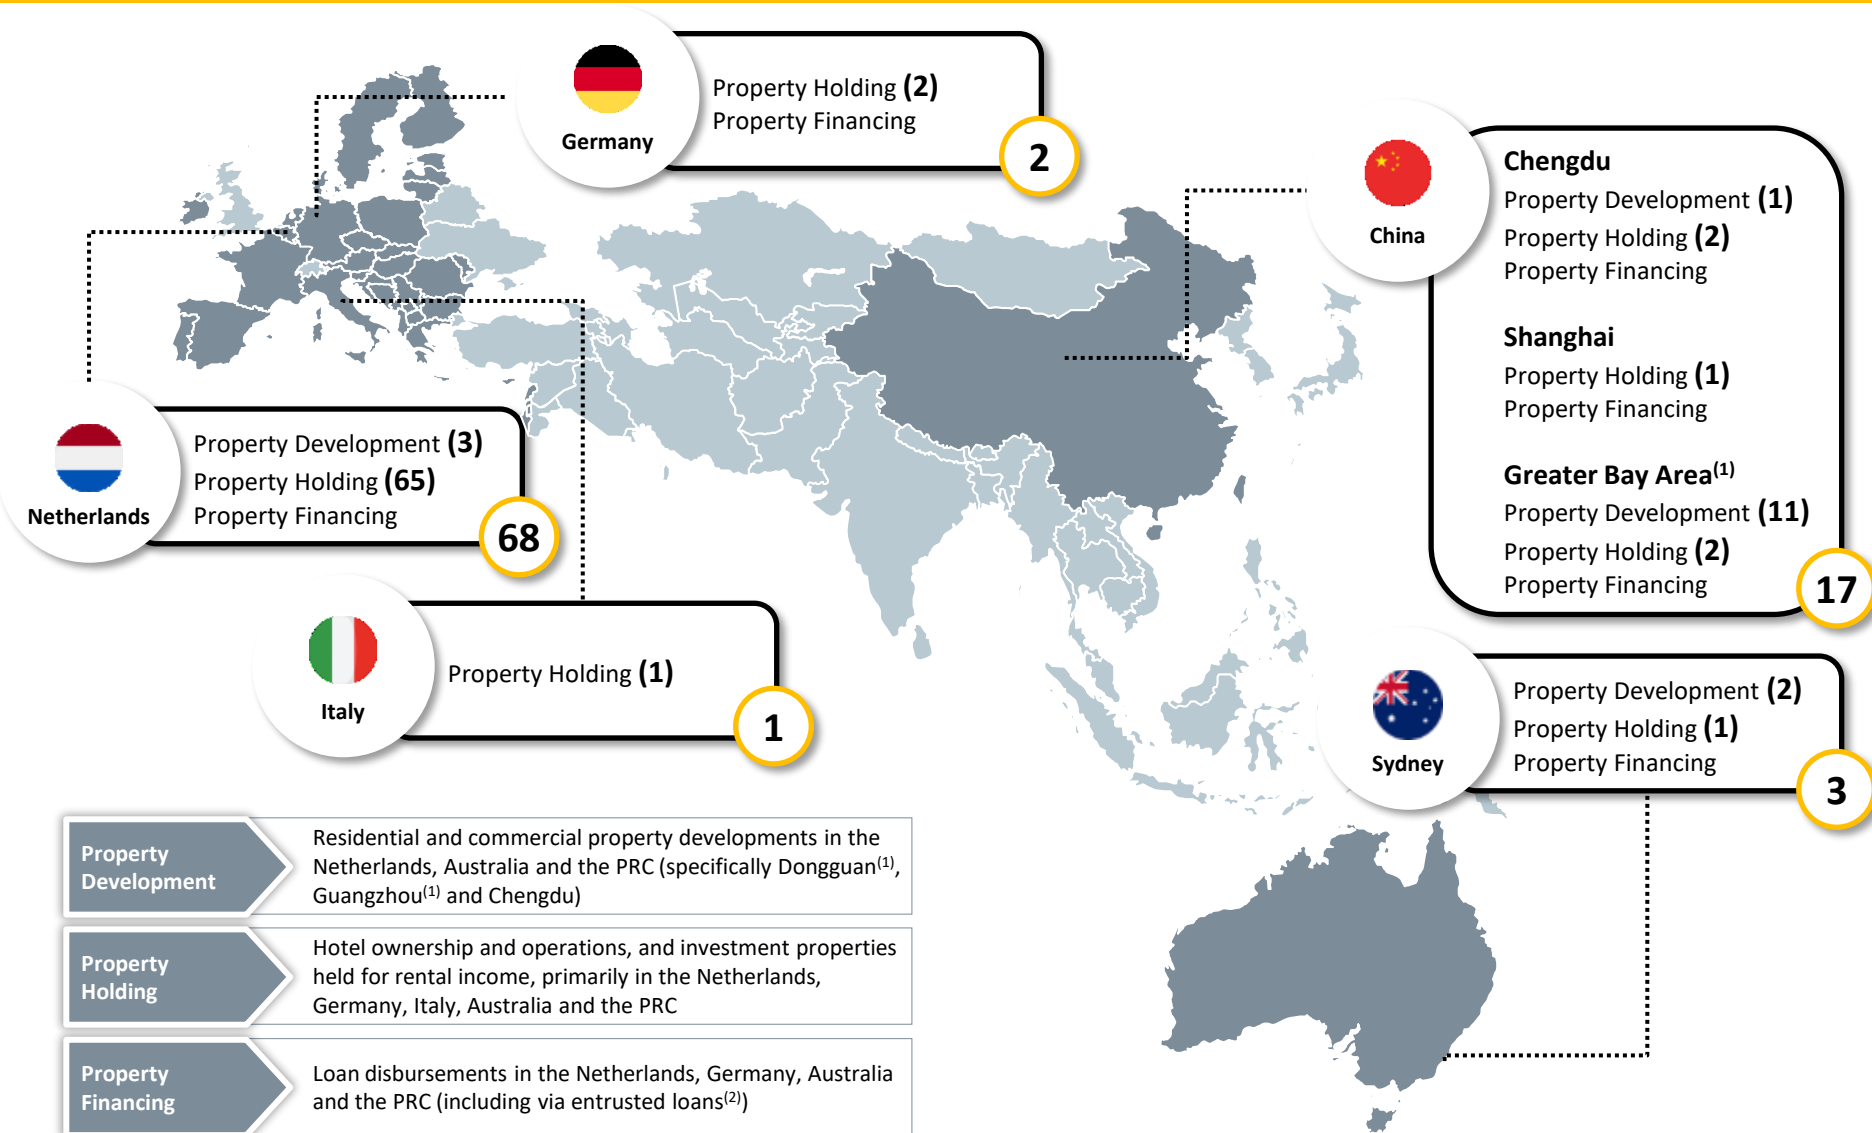 Germany
Property Holding (2)
Property Financing
2
China
Chengdu
Property Development (1)
Property Holding (2)
Property Financing
Shanghai
Property Holding (1)
Property Financing
Greater Bay Area(1)
Property Development (11)
Property Holding (2)
Property Financing
17
Netherlands
Property Development (3)
Property Holding (65)
Property Financing
68
Italy
Property Holding (1)
1
Sydney
Property Development (2)
Property Holding (1)
Property Financing
3
Property
Development
Residential and commercial property developments in the
Netherlands, Australia and the PRC (specifically Dongguan(1),
Guangzhou(1) and Chengdu)
Property
Holding
Hotel ownership and operations, and investment properties
held for rental income, primarily in the Netherlands,
Germany, Italy, Australia and the PRC
Property
Financing
Loan disbursements in the Netherlands, Germany, Australia
and the PRC (including via entrusted loans(2))